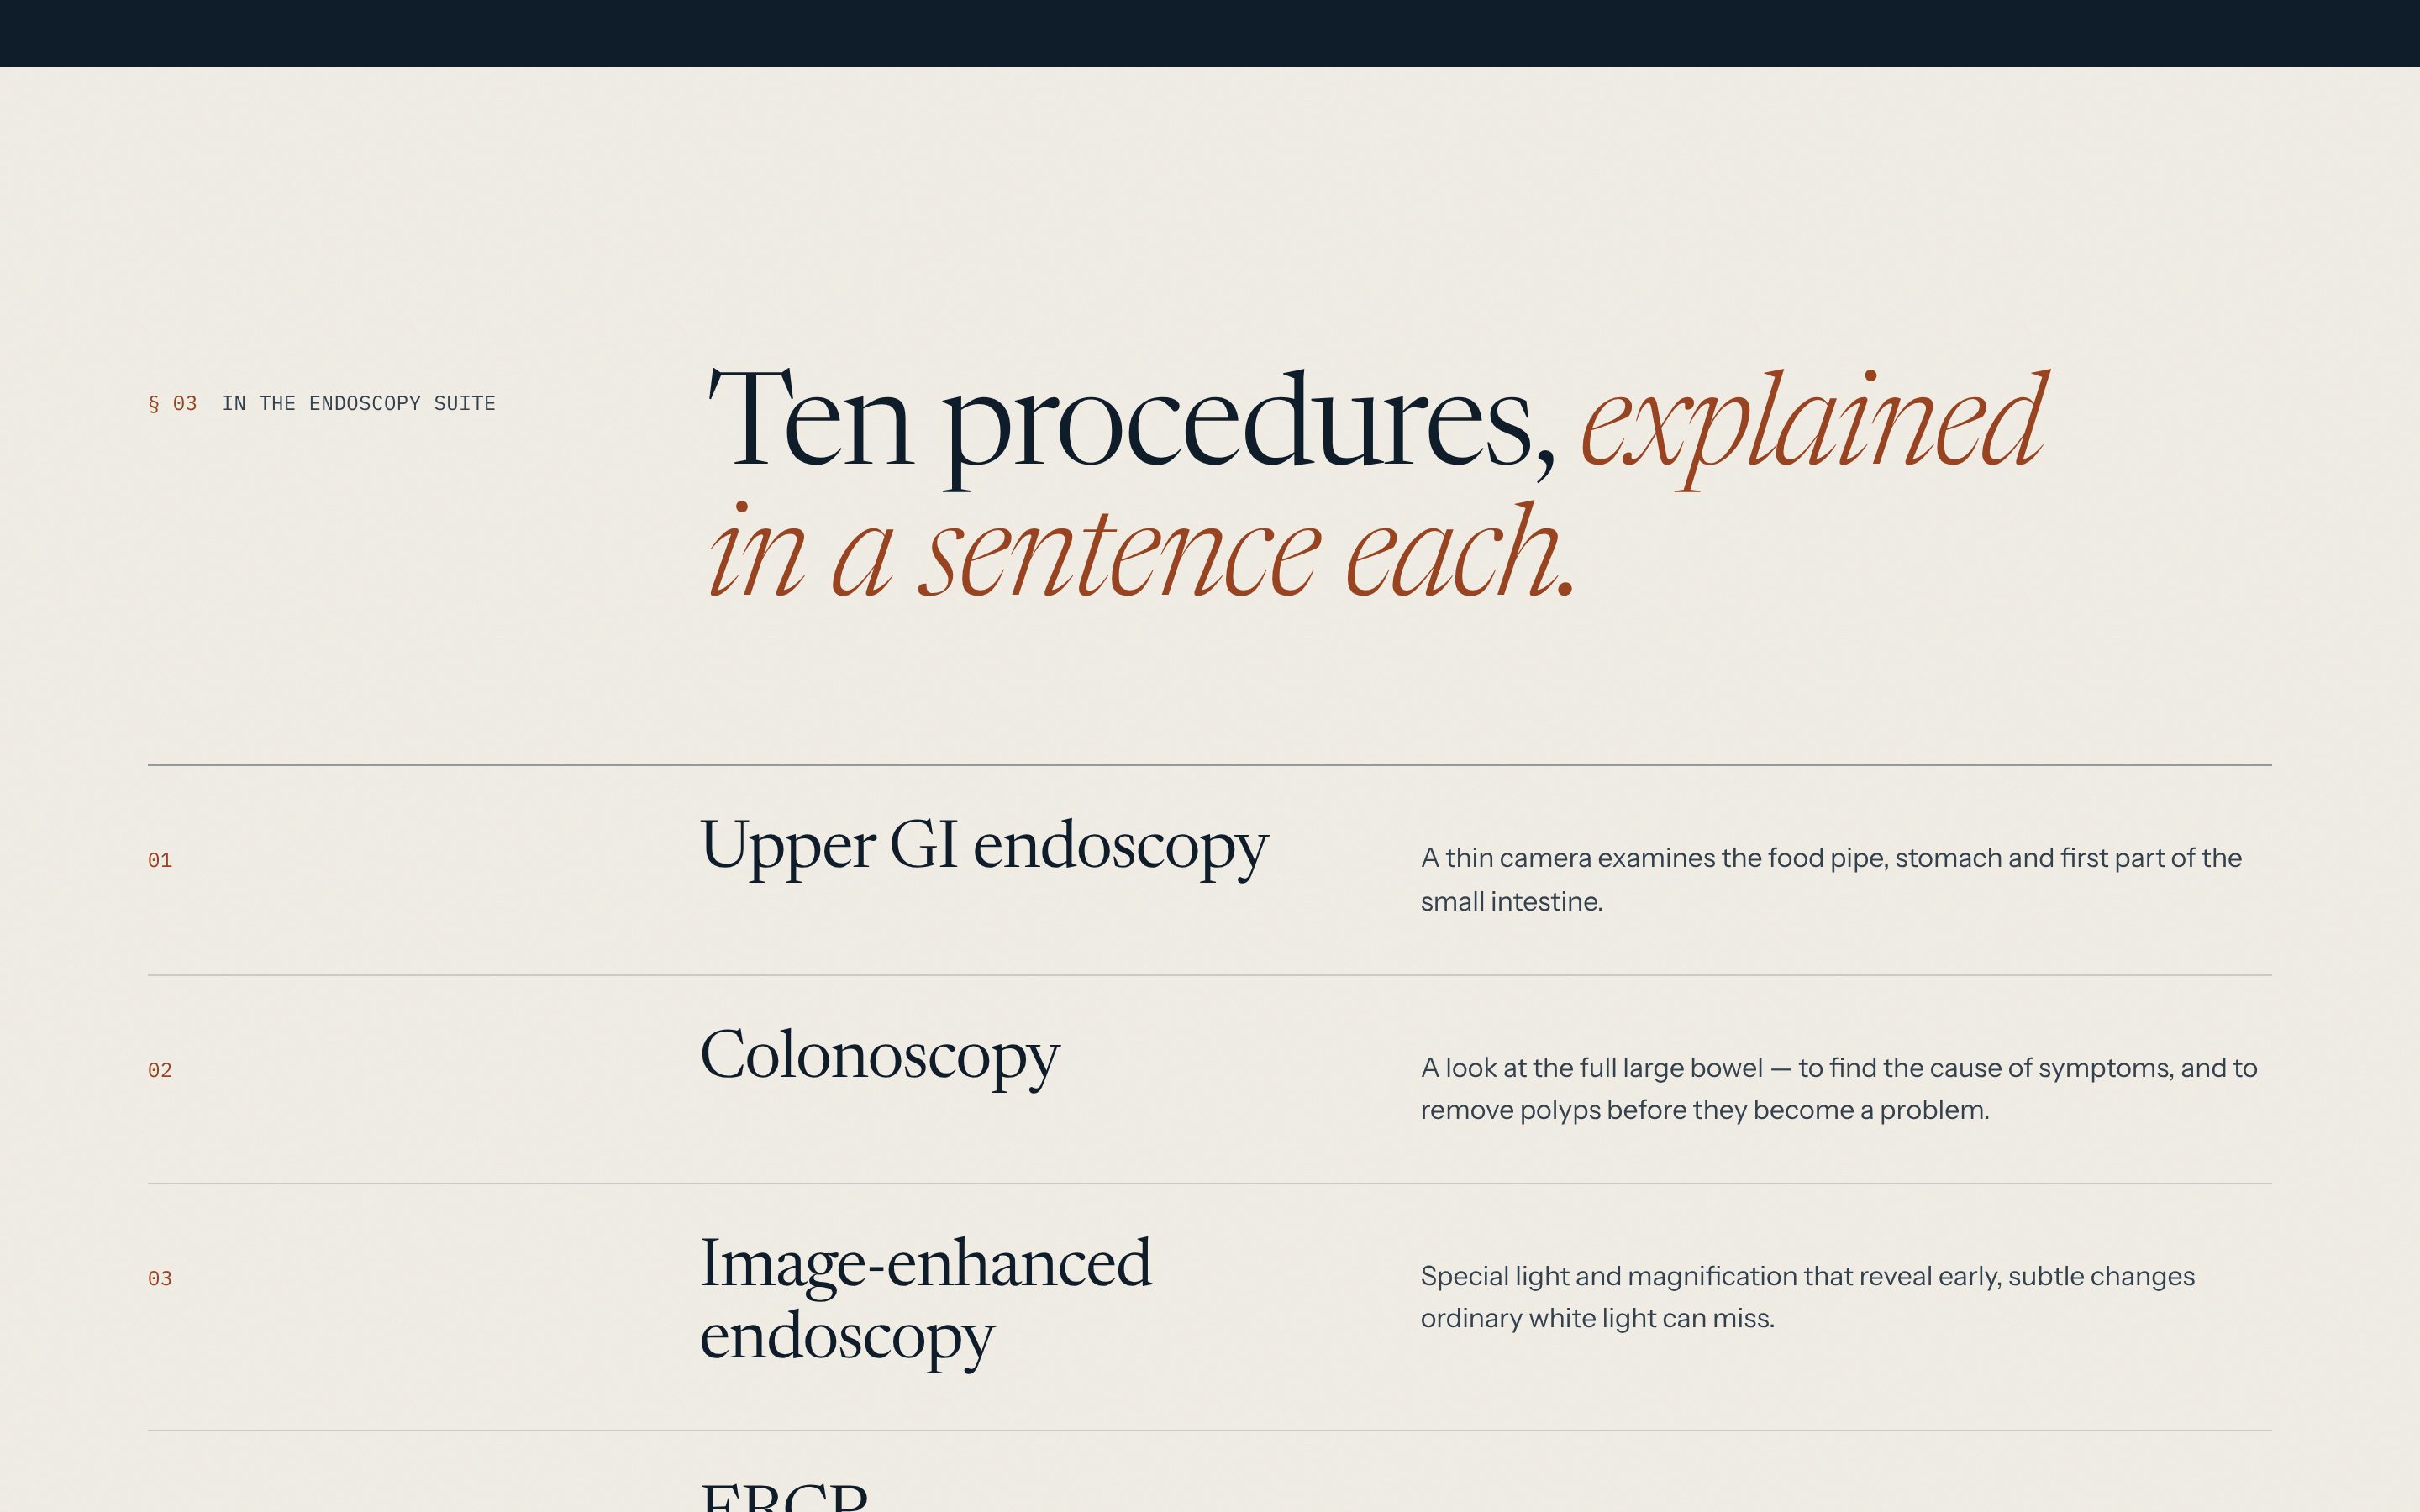 § 03 IN THE ENDOSCOPY SUITE
Ten procedures, explained
in a sentence each.
01
Upper GI endoscopy
A thin camera examines the food pipe, stomach and first part of the
small intestine.
02
Colonoscopy
A look at the full large bowel — to find the cause of symptoms, and to
remove polyps before they become a problem.
03
Image-enhanced
endoscopy
Special light and magnification that reveal early, subtle changes
ordinary white light can miss.
ERCP